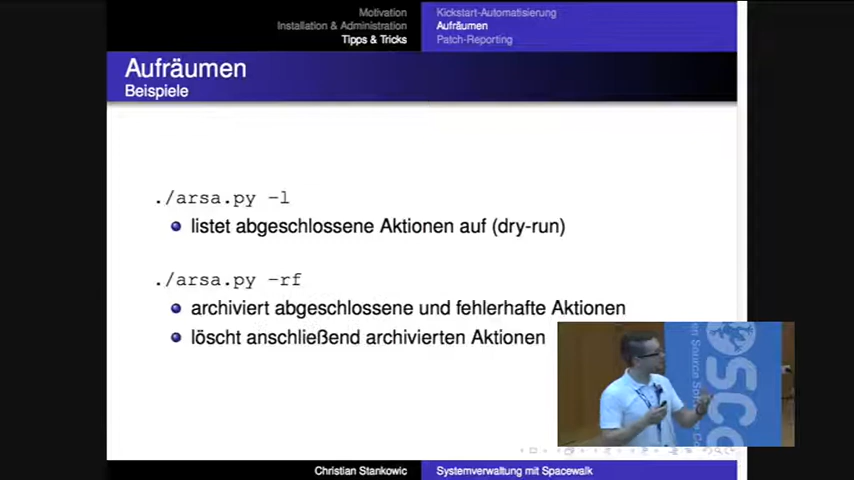 Motivation
Installation & Administration
Tipps & Tricks
Kickstart-Automatisierung
Aufräumen
Patch-Reporting
Aufräumen
Beispiele
./arsa.py -l
listet abgeschlossene Aktionen auf (dry-run)
./arsa.py -rf
archiviert abgeschlossene und fehlerhafte Aktionen
löscht anschließend archivierten Aktionen
Source
Christian Stankowic
Systemverwaltung mit Spacewalk